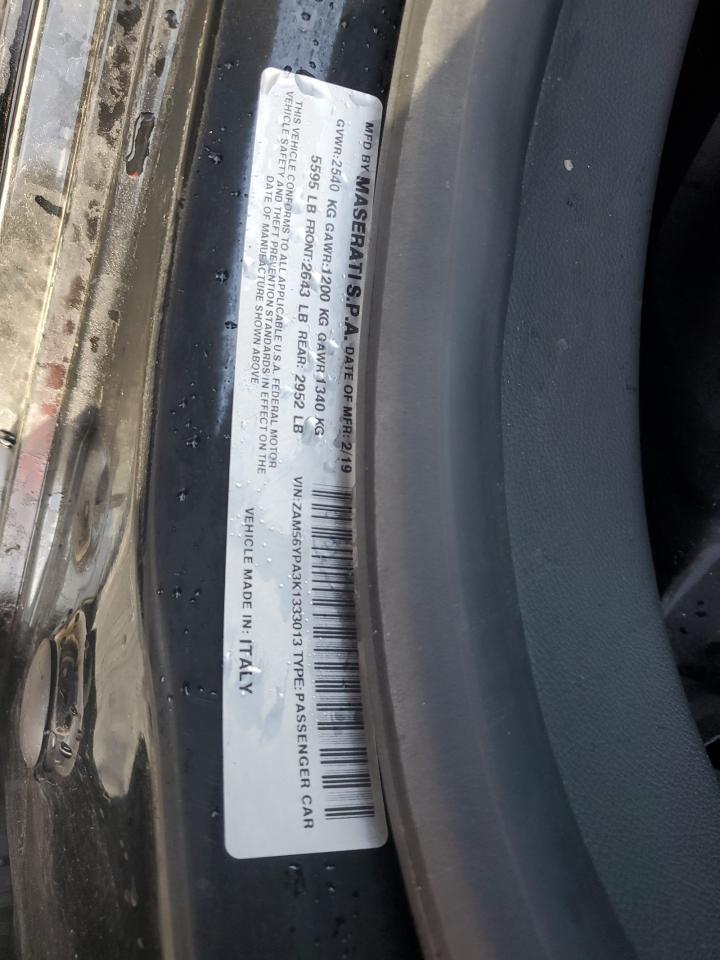 MFD BY MASERATI S.P.A. DATE OF MFR: 2/19
GVWR:2540 KG GAWR:1200 KG GAWR:1340 KG
5595 LB FRONT:2643 LB REAR: 2952 LB
THIS VEHICLE CONFORMS TO ALL APPLICABLE U.S.A. FEDERAL MOTOR
VEHICLE SAFETY AND THEFT PREVENTION STANDARDS IN EFFECT ON THE
DATE OF MANUFACTURE SHOWN ABOVE
VIN:ZAM56YPA3K1333013 TYPE:PASSENGER CAR
VEHICLE MADE IN: ITALY